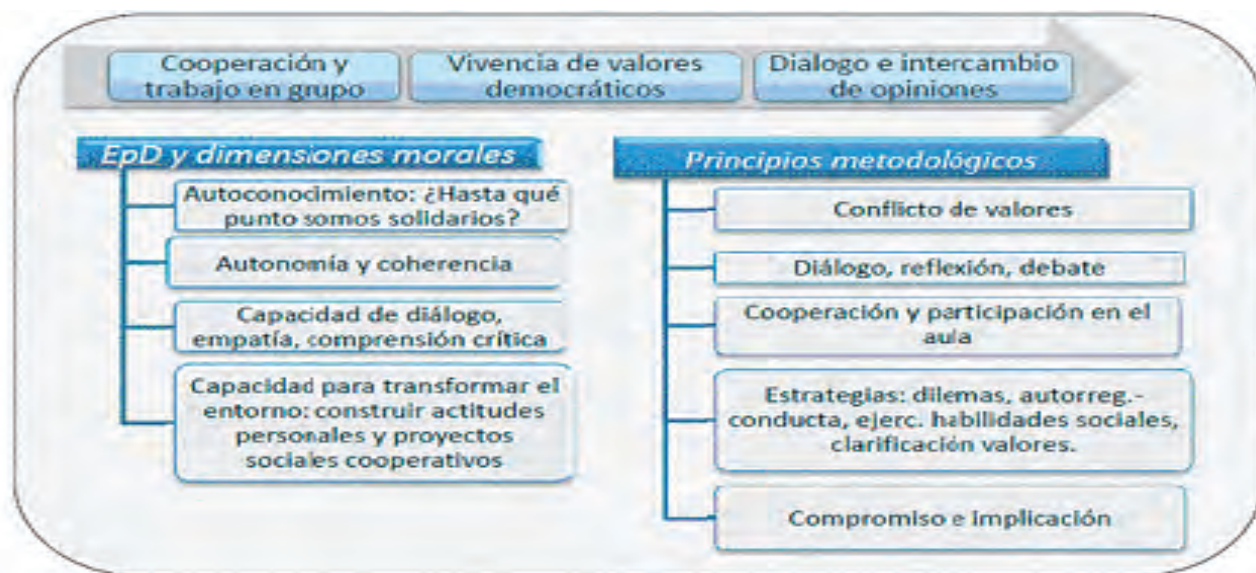 Cooperación y
trabajo en grupo
Vivencia de valores
democráticos
Dialogo e intercambio
de opiniones
EpD y dimensiones morales
Autoconocimiento: ¿Hasta qué
punto somos solidarios?
Autonomía y coherencia
Capacidad de diálogo,
empatía, comprensión crítica
Capacidad para transformar el
entorno: construir actitudes
personales y proyectos
sociales cooperativos
Principios metodológicos
Conflicto de valores
Diálogo, reflexión, debate
Cooperación y participación en el
aula
Estrategias: dilemas, autorreg.-
conducta, ejerc. habilidades sociales,
clarificación valores.
Compromiso e implicación